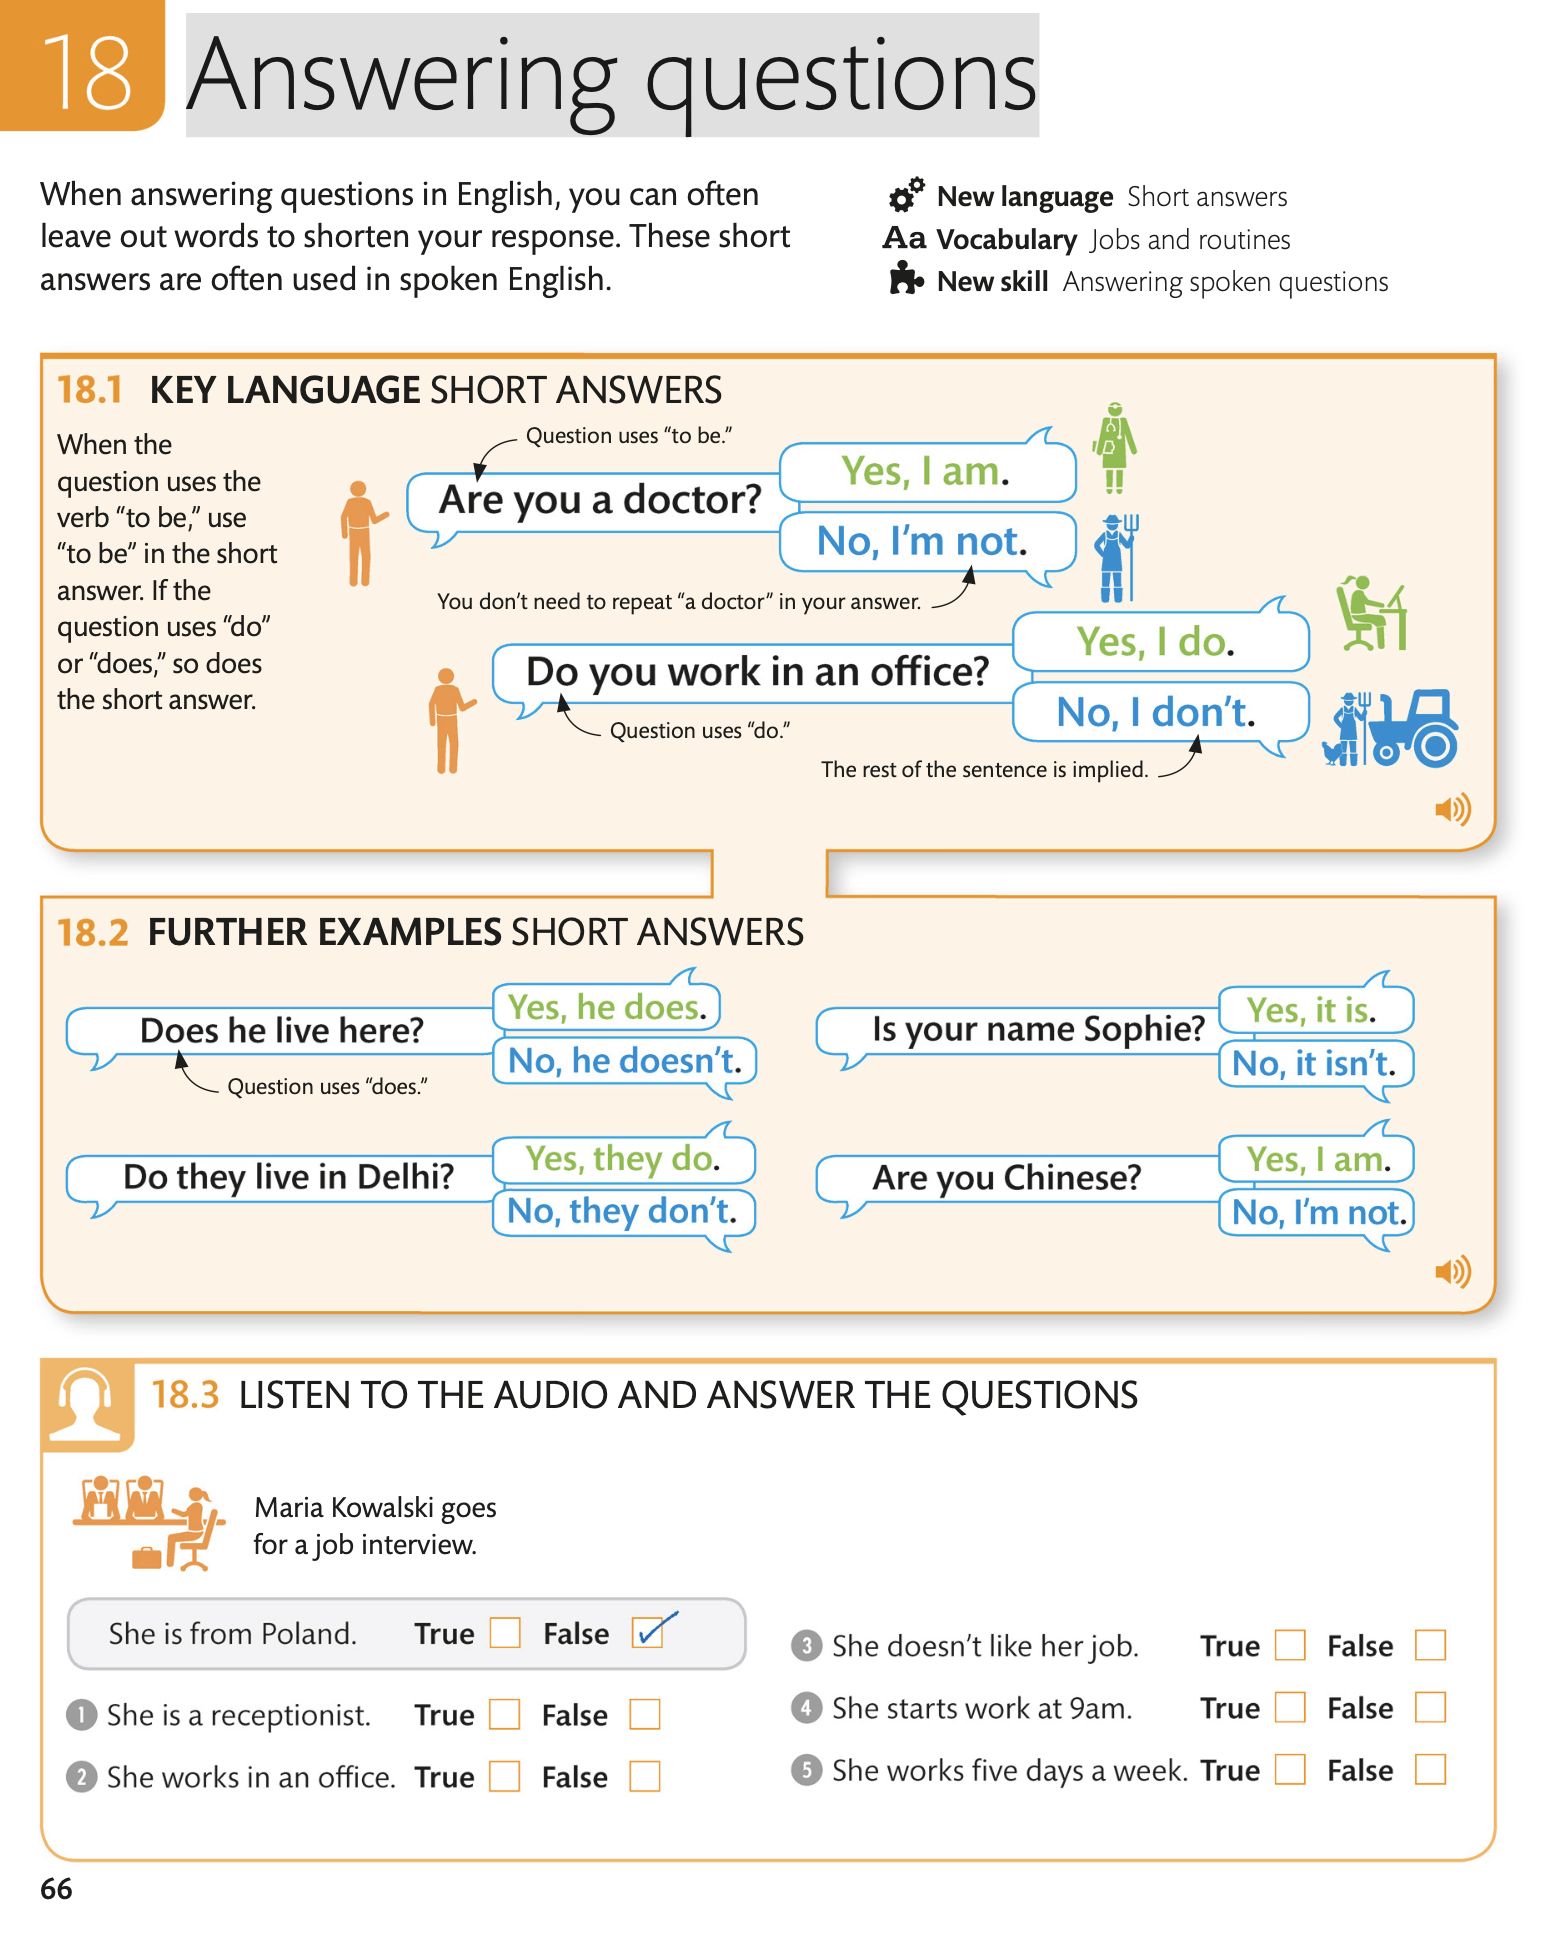 18 Answering questions
When answering questions in English, you can often
leave out words to shorten your response. These short
answers are often used in spoken English.
New language Short answers
Aa Vocabulary Jobs and routines
New skill Answering spoken questions
18.1 KEY LANGUAGE SHORT ANSWERS
When the
question uses the
verb “to be,” use
“to be” in the short
answer. If the
question uses “do”
or “does,” so does
the short answer.
Question uses “to be.”
Are you a doctor?
Yes, I am.
No, I’m not.
You don’t need to repeat “a doctor” in your answer.
Do you work in an office?
Yes, I do.
No, I don’t.
Question uses “do.”
The rest of the sentence is implied.
18.2 FURTHER EXAMPLES SHORT ANSWERS
Does he live here?
Yes, he does.
No, he doesn’t.
Question uses “does.”
Is your name Sophie?
Yes, it is.
No, it isn’t.
Do they live in Delhi?
Yes, they do.
No, they don’t.
Are you Chinese?
Yes, I am.
No, I’m not.
18.3 LISTEN TO THE AUDIO AND ANSWER THE QUESTIONS
Maria Kowalski goes
for a job interview.
She is from Poland. True False
1 She is a receptionist. True False
2 She works in an office. True False
3 She doesn’t like her job. True False
4 She starts work at 9am. True False
5 She works five days a week. True False
66